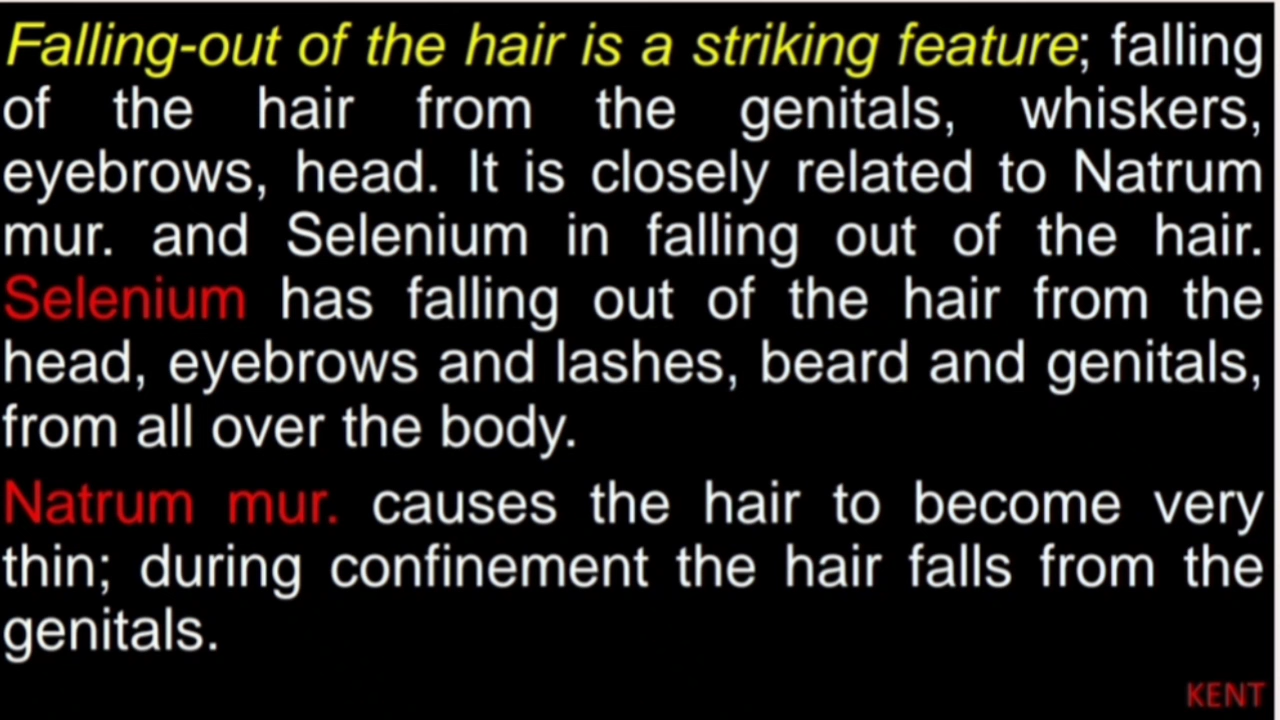 Falling-out of the hair is a striking feature; falling
of the hair from the genitals, whiskers,
eyebrows, head. It is closely related to Natrum
mur. and Selenium in falling out of the hair.
Selenium has falling out of the hair from the
head, eyebrows and lashes, beard and genitals,
from all over the body.
Natrum mur. causes the hair to become very
thin; during confinement the hair falls from the
genitals.
KENT